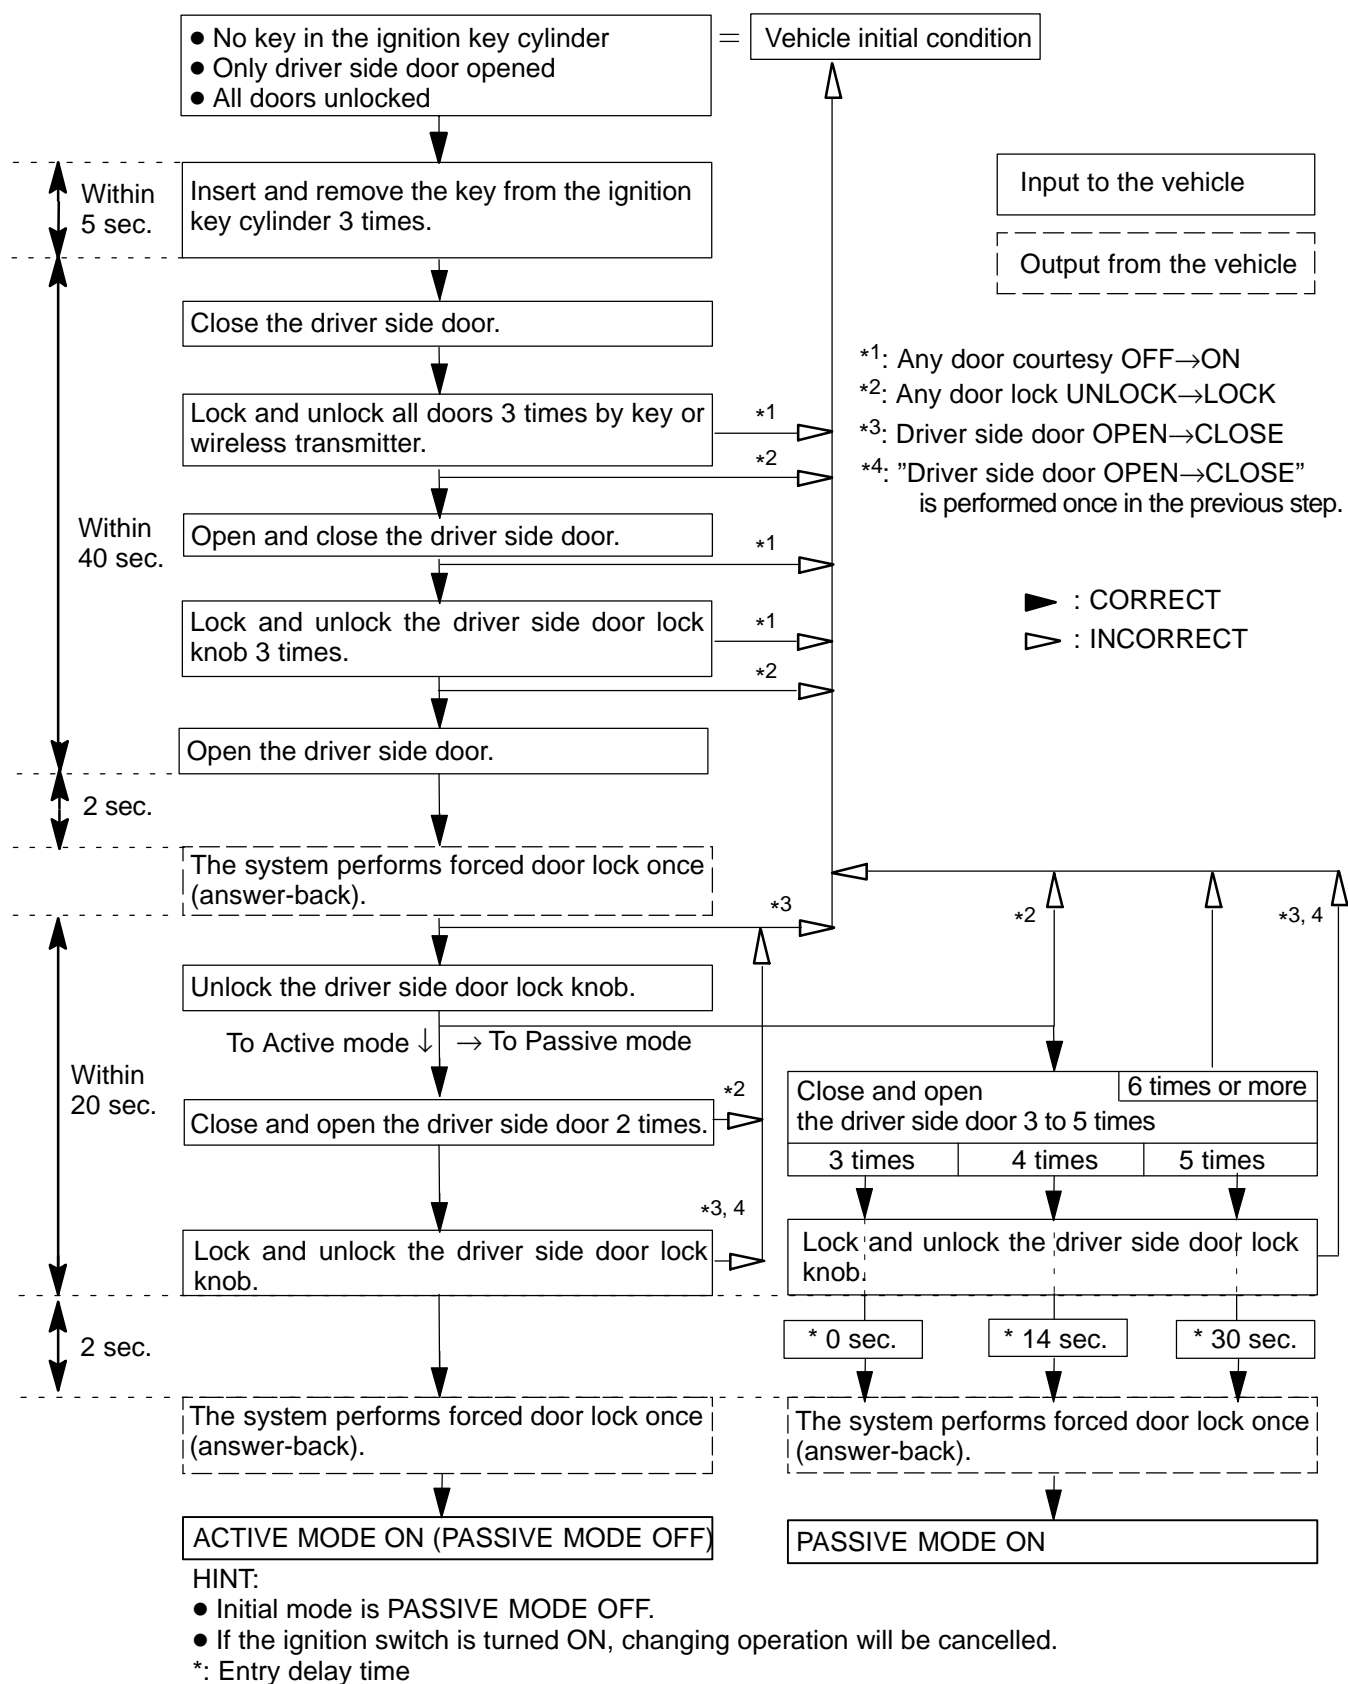 ● No key in the ignition key cylinder
● Only driver side door opened
● All doors unlocked
=
Vehicle initial condition
Within
5 sec.
Insert and remove the key from the ignition
key cylinder 3 times.
Input to the vehicle
Output from the vehicle
Close the driver side door.
*1: Any door courtesy OFF→ON
*2: Any door lock UNLOCK→LOCK
*3: Driver side door OPEN→CLOSE
*4: ”Driver side door OPEN→CLOSE”
is performed once in the previous step.
Lock and unlock all doors 3 times by key or
wireless transmitter.
*1
*2
Within
40 sec.
Open and close the driver side door.
*1
: CORRECT
: INCORRECT
Lock and unlock the driver side door lock
knob 3 times.
*1
*2
Open the driver side door.
2 sec.
The system performs forced door lock once
(answer-back).
*3
*2
*3, 4
Unlock the driver side door lock knob.
To Active mode ↓ → To Passive mode
Within
20 sec.
Close and open the driver side door 2 times.
*2
Close and open
the driver side door 3 to 5 times
6 times or more
3 times
4 times
5 times
*3, 4
Lock and unlock the driver side door lock
knob.
Lock and unlock the driver side door lock
knob.
2 sec.
* 0 sec.
* 14 sec.
* 30 sec.
The system performs forced door lock once
(answer-back).
The system performs forced door lock once
(answer-back).
ACTIVE MODE ON (PASSIVE MODE OFF)
PASSIVE MODE ON
HINT:
● Initial mode is PASSIVE MODE OFF.
● If the ignition switch is turned ON, changing operation will be cancelled.
*: Entry delay time